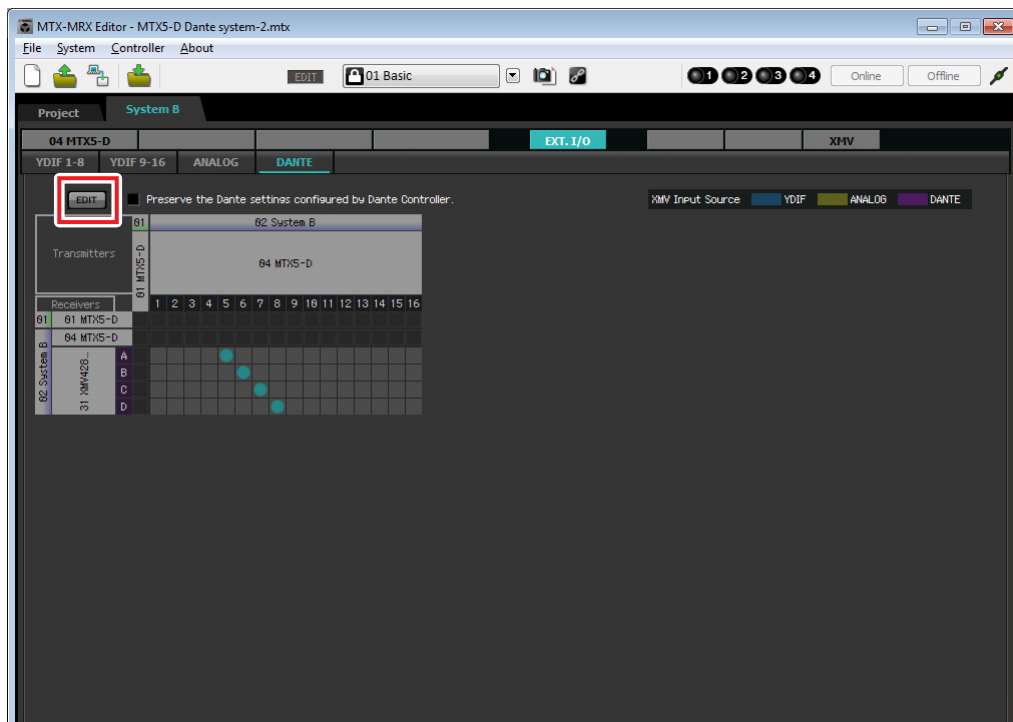 MTX-MRX Editor - MTX5-D Dante system-2.mtx
File System Controller About
EDIT 01 Basic 1 2 3 4 Online Offline
Project System B
04 MTX5-D EXT. I/O XMV
YDIF 1-8 YDIF 9-16 ANALOG DANTE
EDIT Preserve the Dante settings configured by Dante Controller. XMV Input Source YDIF ANALOG DANTE
01 02 System B
Transmitters 01 MTX5-D 04 MTX5-D
Receivers 1 2 3 4 5 6 7 8 9 10 11 12 13 14 15 16
01 01 MTX5-D
02 System B 04 MTX5-D
31 XMV428... A
B
C
D